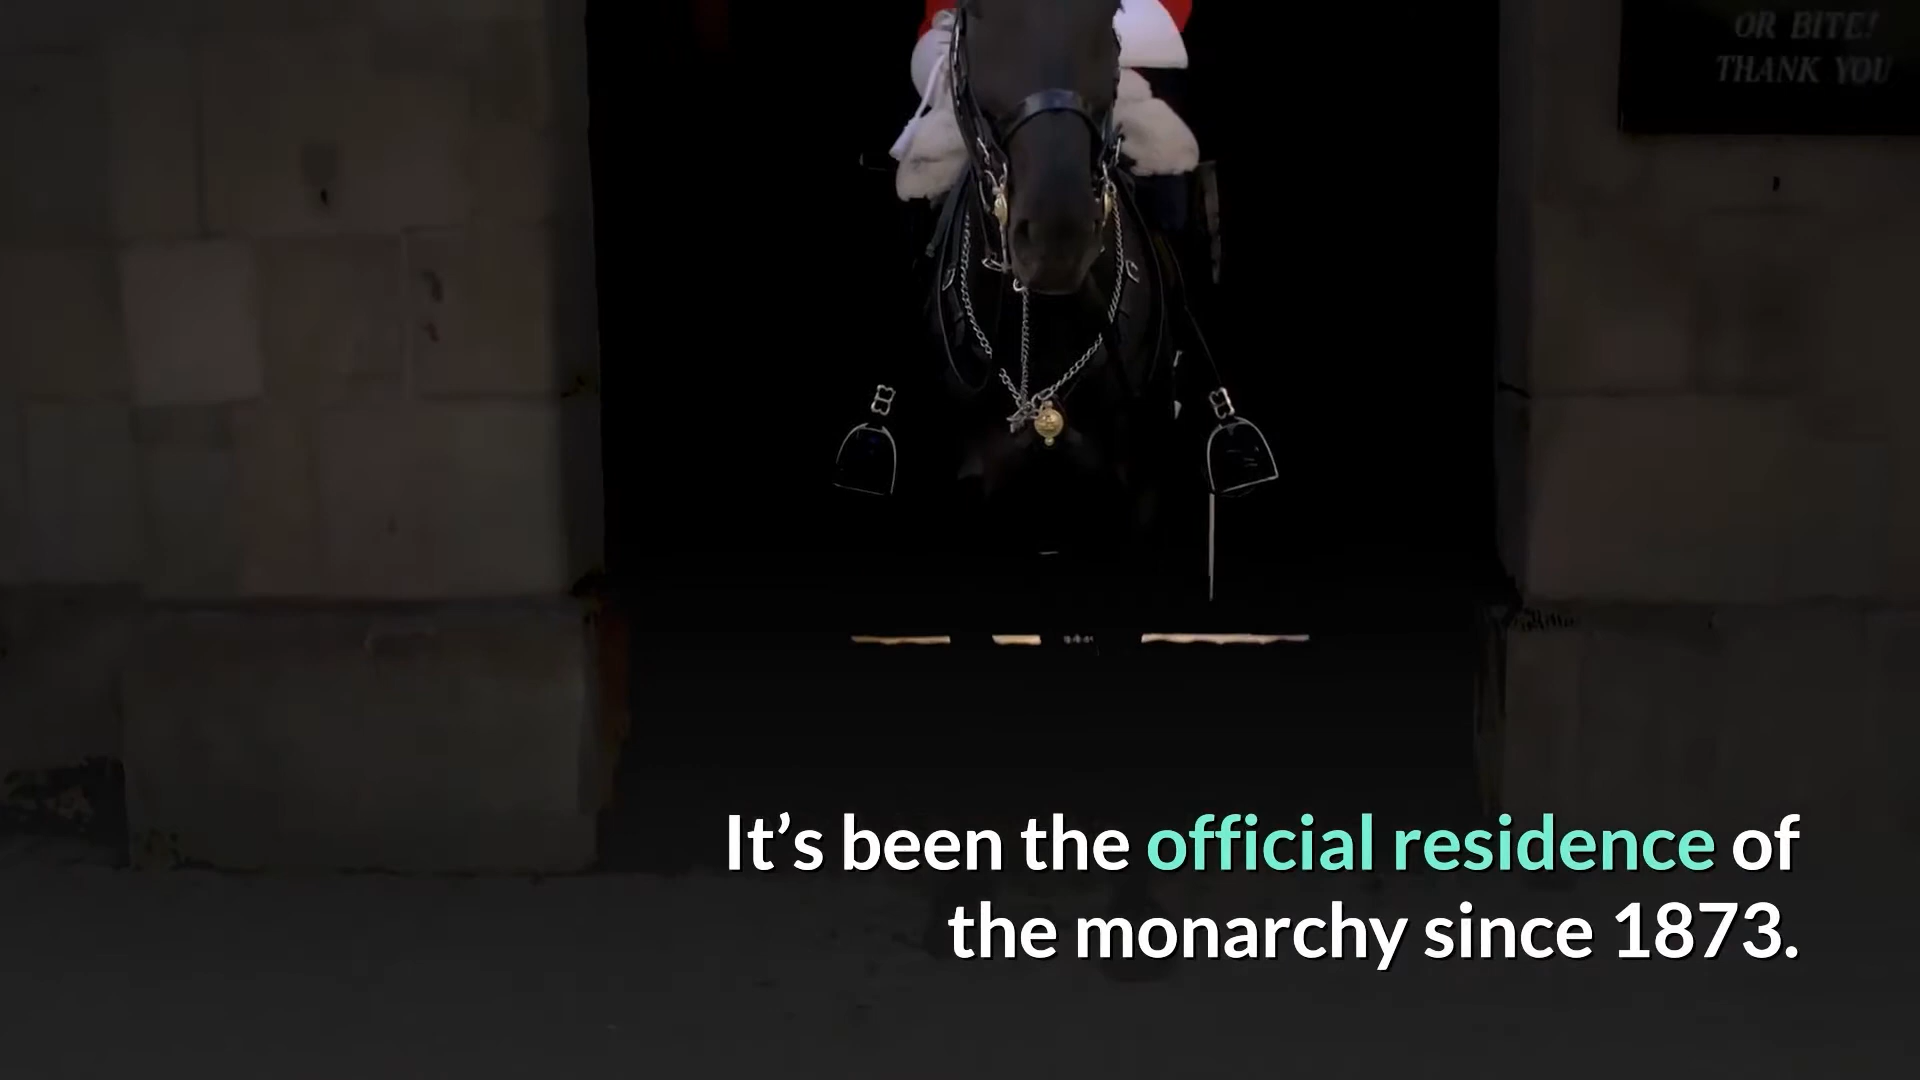 OR BITE!
THANK YOU
It’s been the official residence of
the monarchy since 1873.